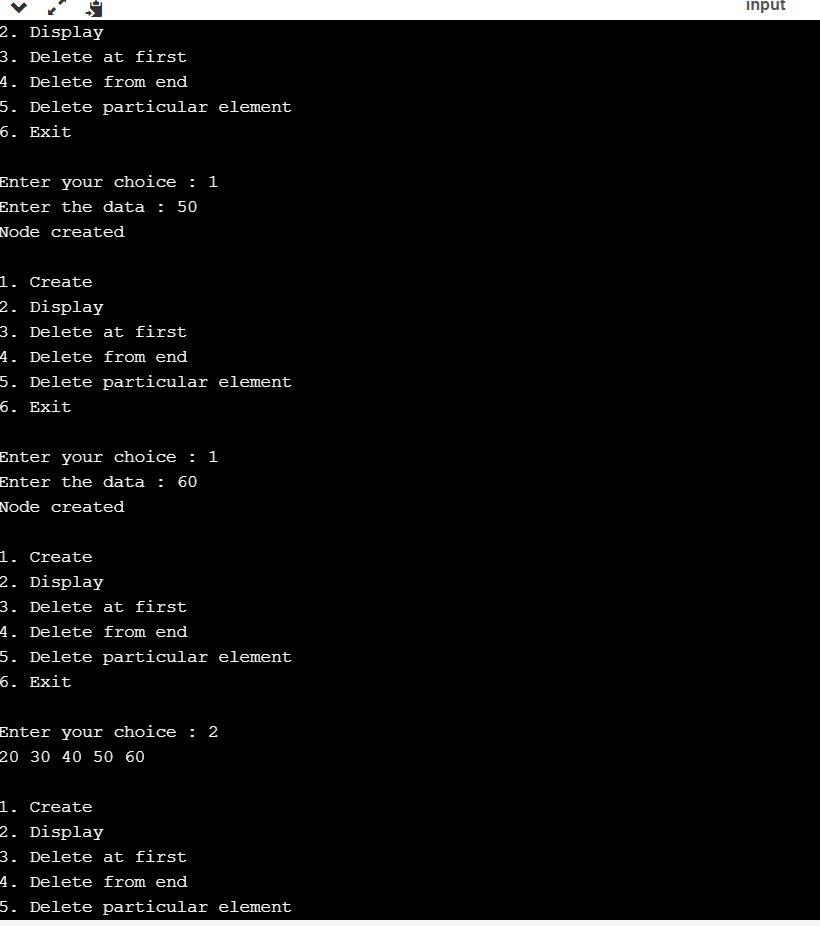 input
2. Display
3. Delete at first
4. Delete from end
5. Delete particular element
6. Exit
Enter your choice : 1
Enter the data : 50
Node created
1. Create
2. Display
3. Delete at first
4. Delete from end
5. Delete particular element
6. Exit
Enter your choice : 1
Enter the data : 60
Node created
1. Create
2. Display
3. Delete at first
4. Delete from end
5. Delete particular element
6. Exit
Enter your choice : 2
20 30 40 50 60
1. Create
2. Display
3. Delete at first
4. Delete from end
5. Delete particular element